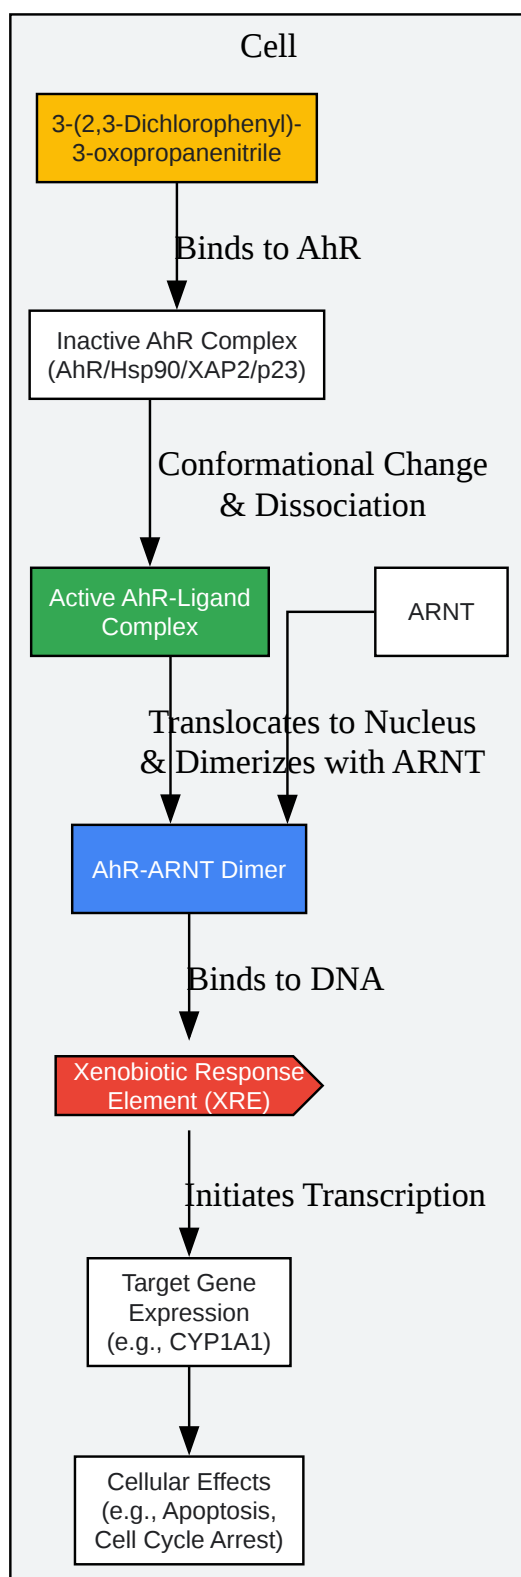 Cell
3-(2,3-Dichlorophenyl)-
3-oxopropanenitrile
Binds to AhR
Inactive AhR Complex
(AhR/Hsp90/XAP2/p23)
Conformational Change
& Dissociation
Active AhR-Ligand
Complex
ARNT
Translocates to Nucleus
& Dimerizes with ARNT
AhR-ARNT Dimer
Binds to DNA
Xenobiotic Response
Element (XRE)
Initiates Transcription
Target Gene
Expression
(e.g., CYP1A1)
Cellular Effects
(e.g., Apoptosis,
Cell Cycle Arrest)